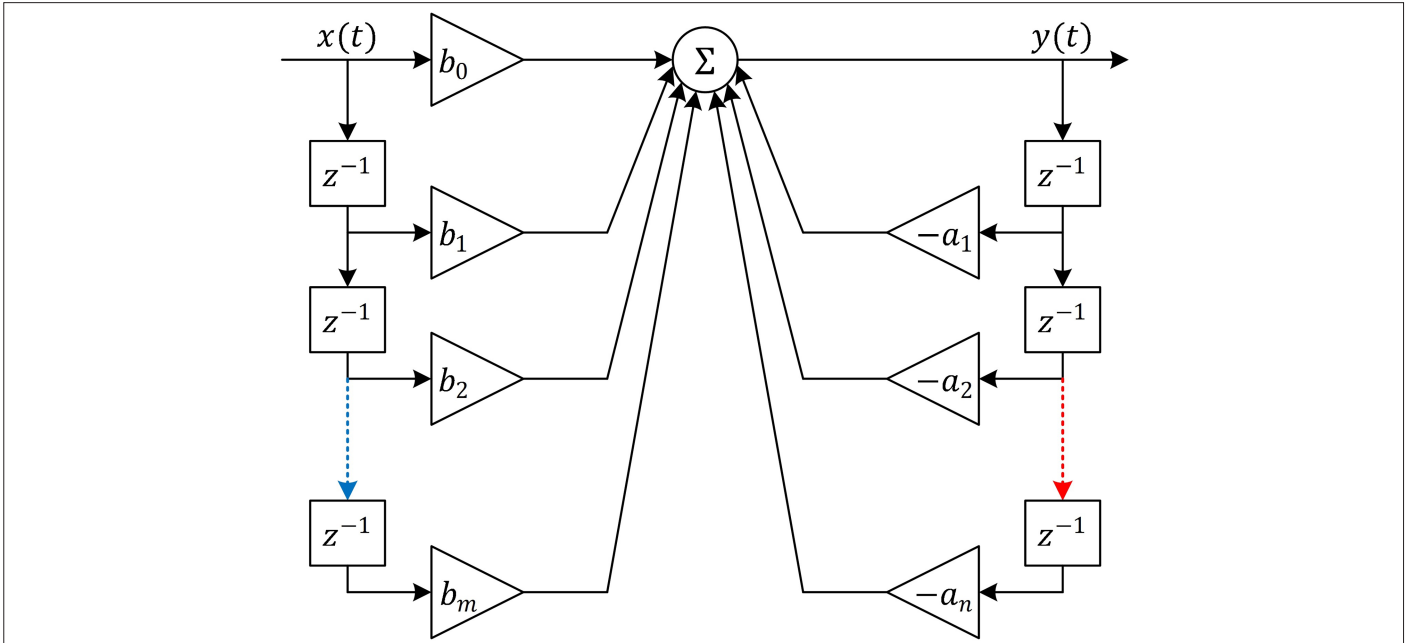 x(t) y(t)
b₀ Σ
z⁻¹ z⁻¹
b₁ −a₁
z⁻¹ z⁻¹
b₂ −a₂
z⁻¹ z⁻¹
bₘ −aₙ